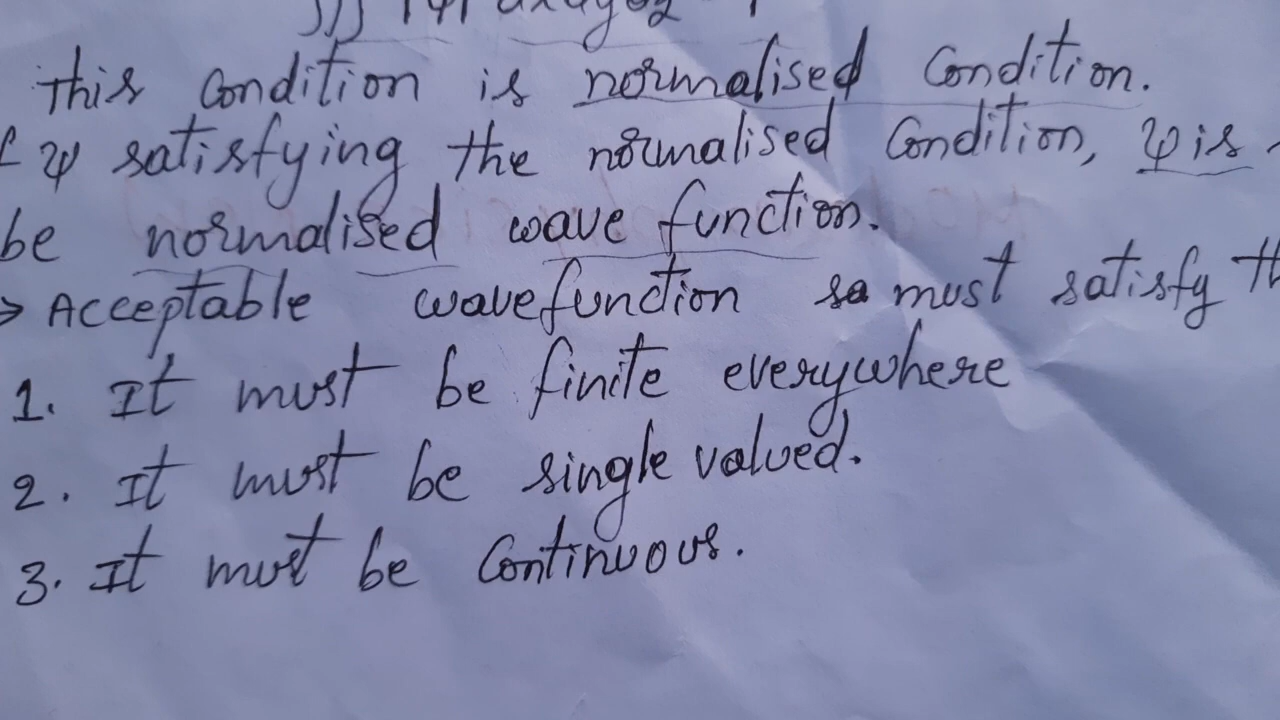 this condition is normalised condition.
ψ satisfying the normalised condition, ψ is
be normalised wave function.
→ Acceptable wavefunction must satisfy
1. It must be finite everywhere
2. It must be single valued.
3. It must be continuous.